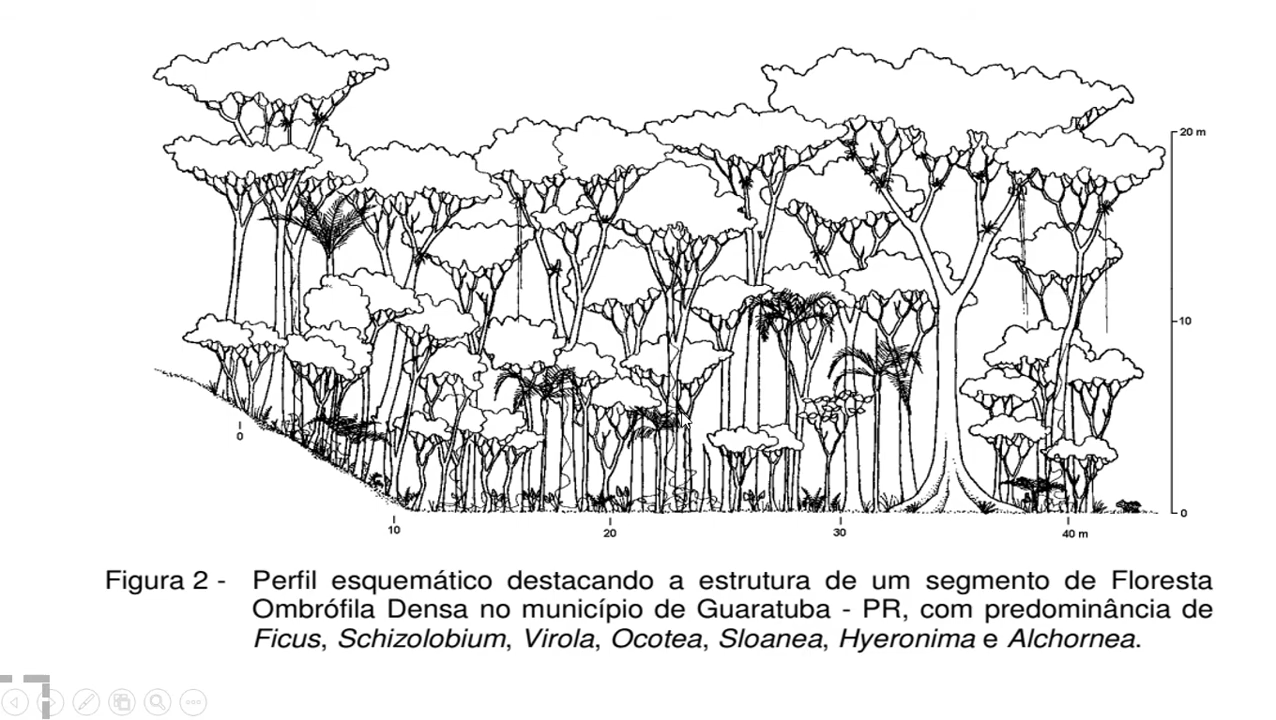 20 m
10
0
0
10
20
30
40 m
Figura 2 - Perfil esquemático destacando a estrutura de um segmento de Floresta
Ombrófila Densa no município de Guaratuba - PR, com predominância de
Ficus, Schizolobium, Virola, Ocotea, Sloanea, Hyeronima e Alchornea.